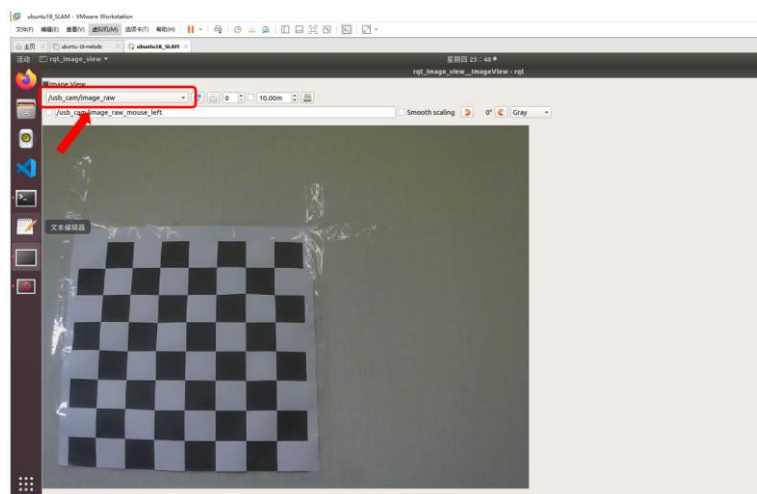 ubuntu18_SLAM - VMware Workstation
文件(F) 编辑(E) 查看(V) 虚拟机(M) 选项卡(T) 帮助(H)
主页 ubuntu-18-melodic ubuntu18_SLAM
活动 rqt_image_view 星期四 23：48
rqt_image_view__ImageView - rqt
Image View
/usb_cam/image_raw 0 10.00m
/usb_cam/image_raw_mouse_left Smooth scaling 0° Gray
文本编辑器